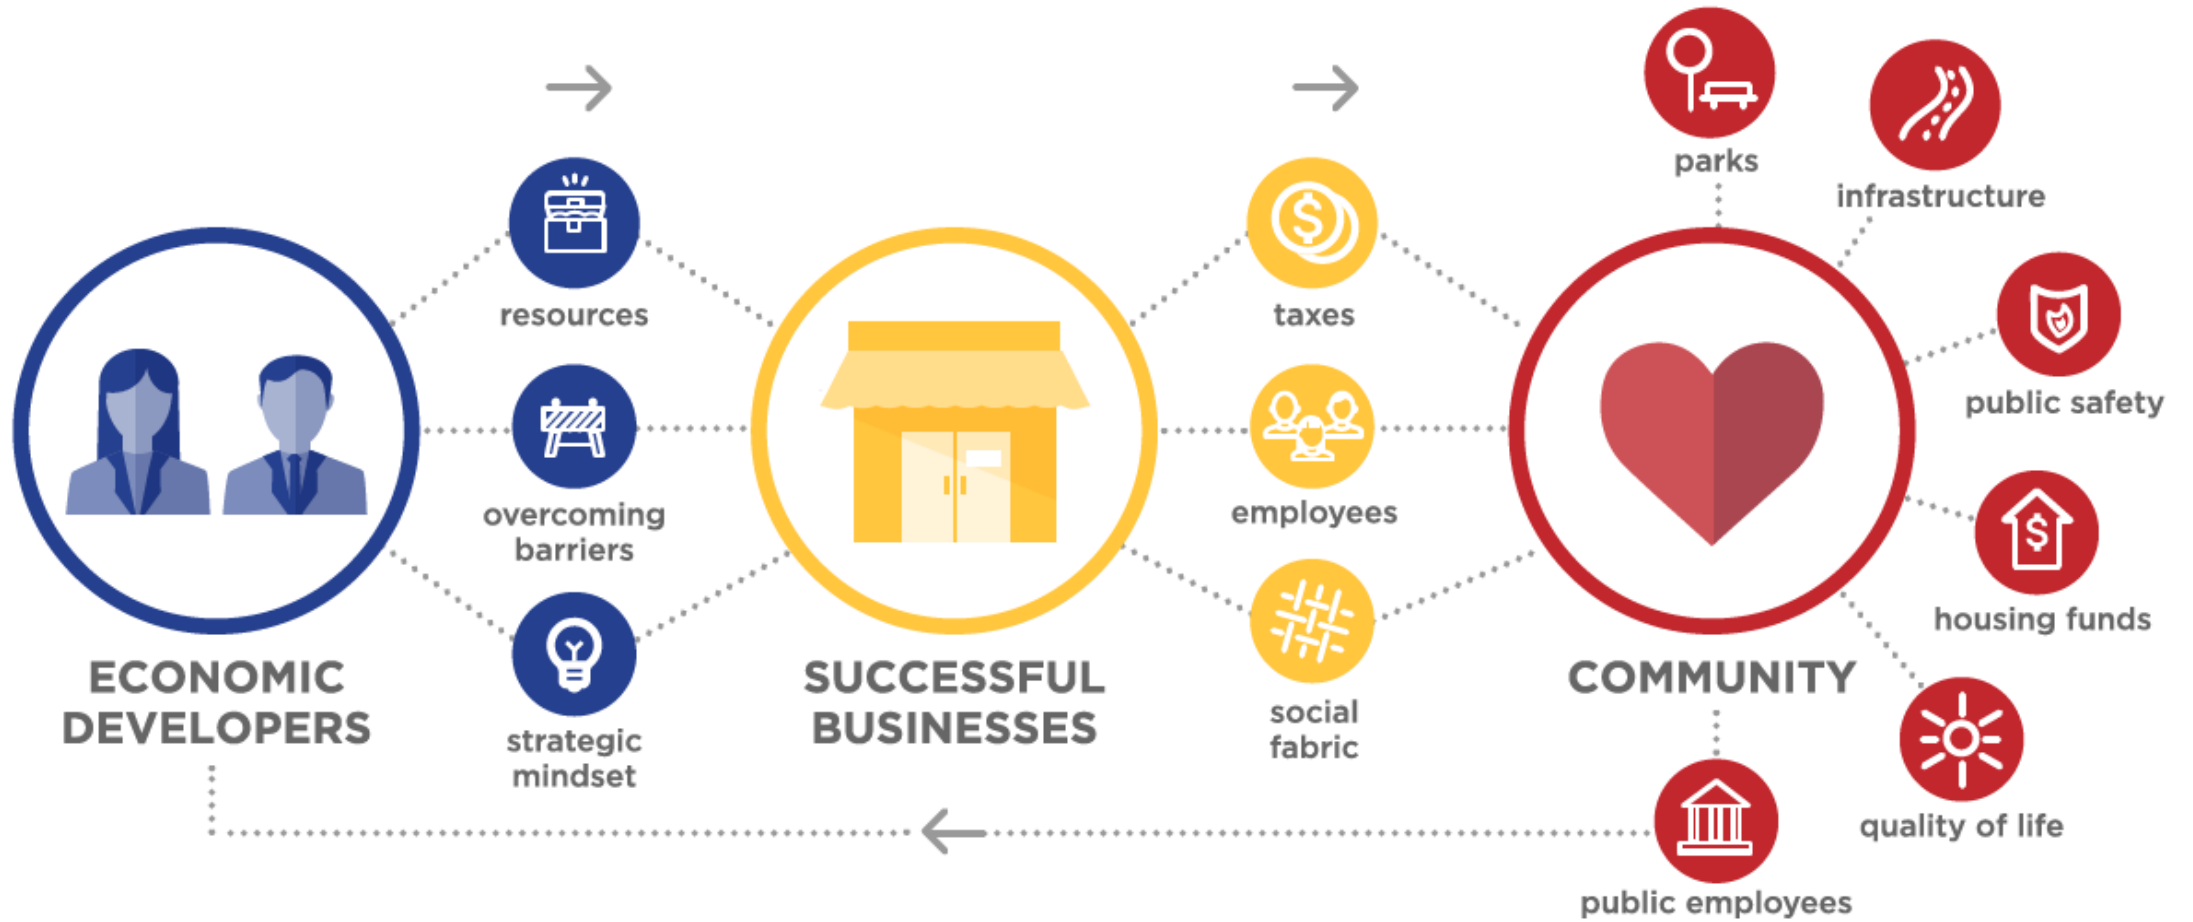 ECONOMIC
DEVELOPERS
resources
overcoming
barriers
strategic
mindset
SUCCESSFUL
BUSINESSES
taxes
employees
social
fabric
COMMUNITY
parks
infrastructure
public safety
housing funds
quality of life
public employees